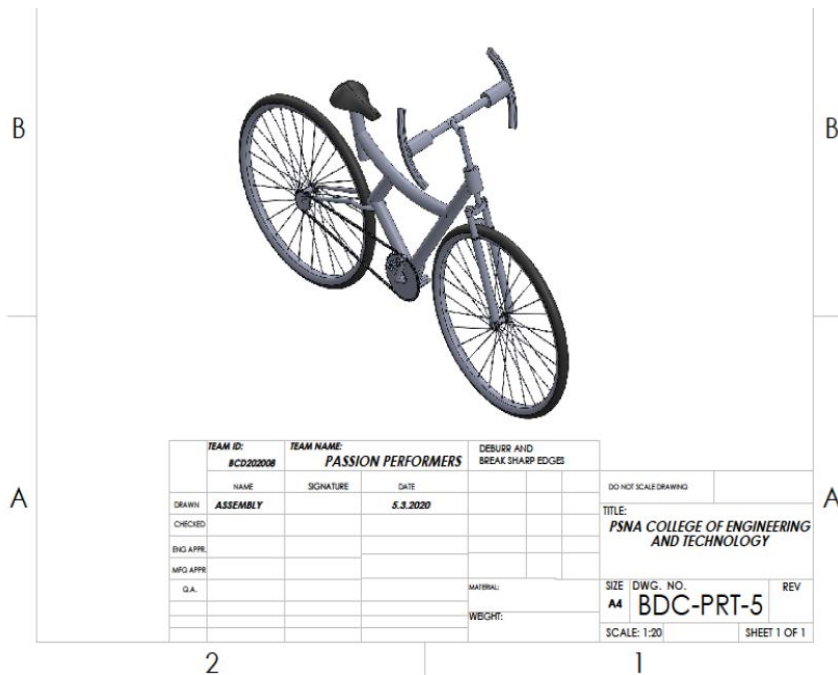 B
B
A
A
TEAM ID:
BCD202008
TEAM NAME:
PASSION PERFORMERS
DEBURR AND
BREAK SHARP EDGES
NAME
SIGNATURE
DATE
DO NOT SCALE DRAWING
DRAWN
ASSEMBLY
5.3.2020
CHECKED
ENG APPR.
MFG APPR
Q.A.
TITLE:
PSNA COLLEGE OF ENGINEERING
AND TECHNOLOGY
MATERIAL:
WEIGHT:
SIZE
A4
DWG. NO.
BDC-PRT-5
REV
SCALE: 1:20
SHEET 1 OF 1
2
1